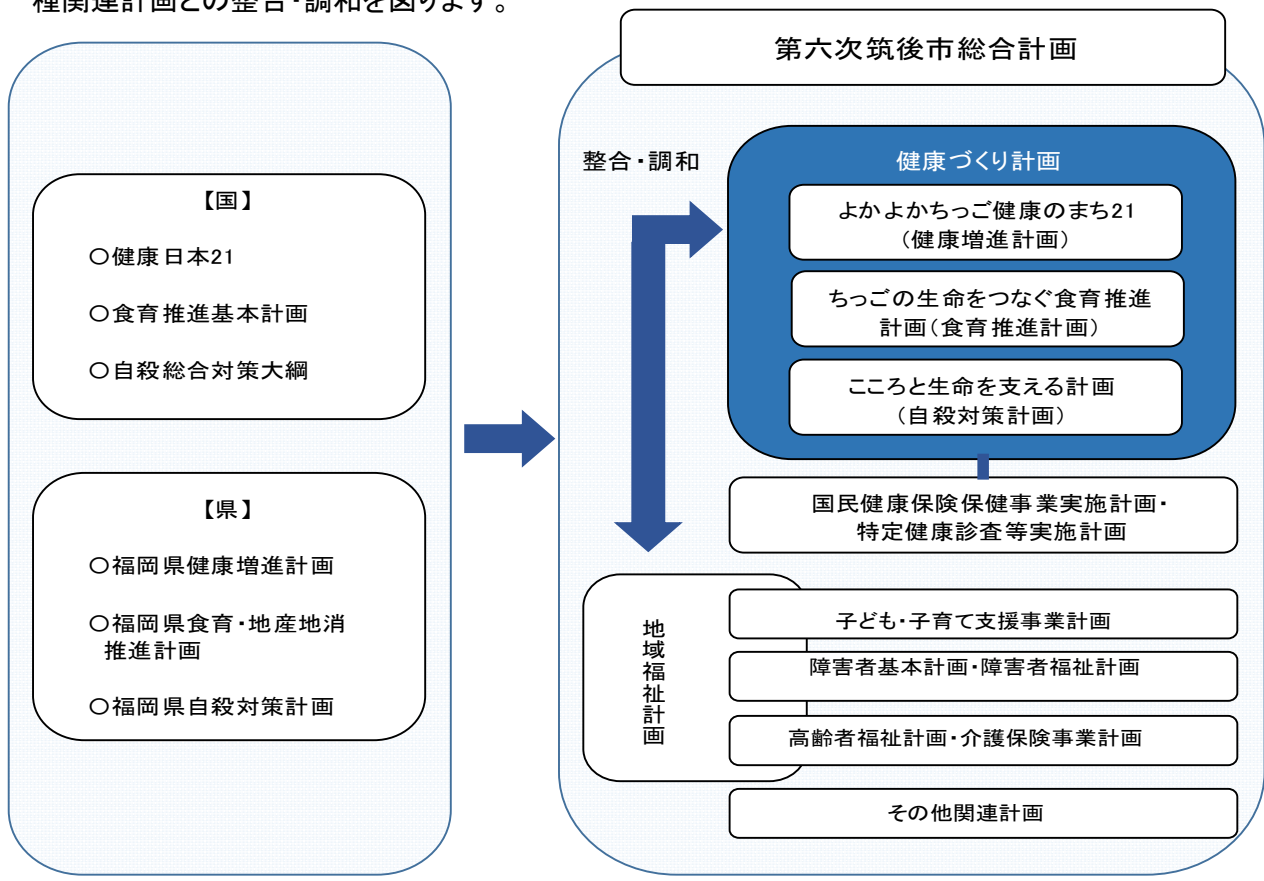 種関連計画との整合・調和を図ります。
【国】
○健康日本21
○食育推進基本計画
○自殺総合対策大綱
【県】
○福岡県健康増進計画
○福岡県食育・地産地消
推進計画
○福岡県自殺対策計画
第六次筑後市総合計画
整合・調和
健康づくり計画
よかよかちっご健康のまち21
(健康増進計画)
ちっごの生命をつなぐ食育推進
計画(食育推進計画)
こころと生命を支える計画
(自殺対策計画)
国民健康保険保健事業実施計画・
特定健康診査等実施計画
地域福祉計画
子ども・子育て支援事業計画
障害者基本計画・障害者福祉計画
高齢者福祉計画・介護保険事業計画
その他関連計画